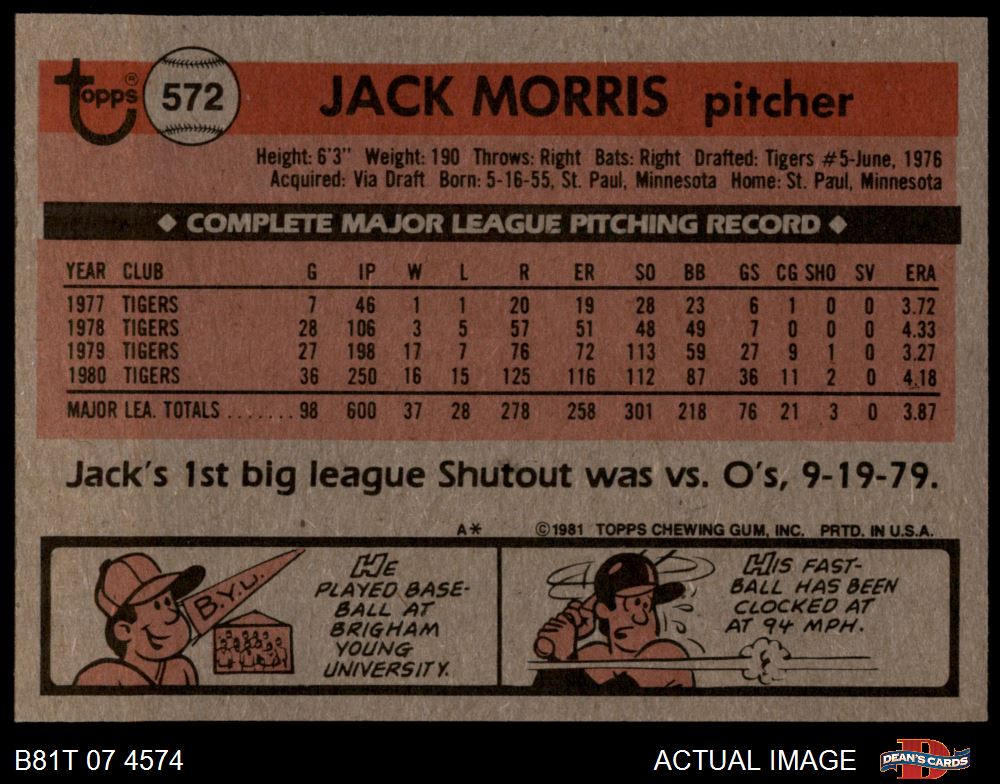 Topps ® 572 JACK MORRIS pitcher
Height: 6'3" Weight: 190 Throws: Right Bats: Right Drafted: Tigers #5-June, 1976
Acquired: Via Draft Born: 5-16-55, St. Paul, Minnesota Home: St. Paul, Minnesota
◆ COMPLETE MAJOR LEAGUE PITCHING RECORD ◆
YEAR CLUB G IP W L R ER SO BB GS CG SHO SV ERA
1977 TIGERS 7 46 1 1 20 19 28 23 6 1 0 0 3.72
1978 TIGERS 28 106 3 5 57 51 48 49 7 0 0 0 4.33
1979 TIGERS 27 198 17 7 76 72 113 59 27 9 1 0 3.27
1980 TIGERS 36 250 16 15 125 116 112 87 36 11 2 0 4.18
MAJOR LEA. TOTALS ....... 98 600 37 28 278 258 301 218 76 21 3 0 3.87
Jack's 1st big league Shutout was vs. O's, 9-19-79.
A* ©1981 TOPPS CHEWING GUM, INC. PRTD. IN U.S.A.
B.Y.U.
HE
PLAYED BASE-
BALL AT
BRIGHAM
YOUNG
UNIVERSITY.
HIS FAST-
BALL HAS BEEN
CLOCKED AT
AT 94 MPH.
B81T 07 4574 ACTUAL IMAGE DEAN'S CARDS